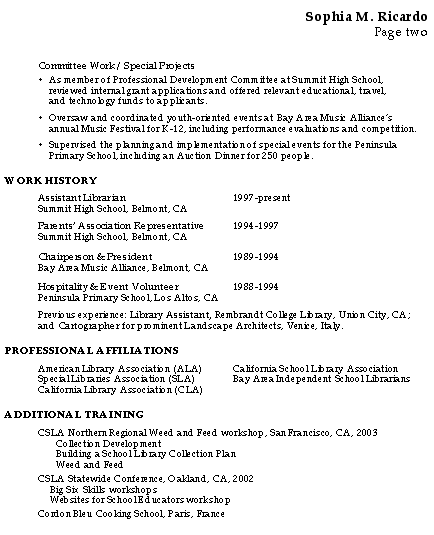 Sophia M. Ricardo
Page two
Committee Work / Special Projects
• As member of Professional Development Committee at Summit High School,
reviewed internal grant applications and offered relevant educational, travel,
and technology funds to applicants.
• Oversaw and coordinated youth-oriented events at Bay Area Music Alliance's
annual Music Festival for K-12, including performance evaluations and competition.
• Supervised the planning and implementation of special events for the Peninsula
Primary School, including an Auction Dinner for 250 people.
WORK HISTORY
Assistant Librarian 1997-present
Summit High School, Belmont, CA
Parents' Association Representative 1994-1997
Summit High School, Belmont, CA
Chairperson & President 1989-1994
Bay Area Music Alliance, Belmont, CA
Hospitality & Event Volunteer 1988-1994
Peninsula Primary School, Los Altos, CA
Previous experience: Library Assistant, Rembrandt College Library, Union City, CA;
and Cartographer for prominent Landscape Architects, Venice, Italy.
PROFESSIONAL AFFILIATIONS
American Library Association (ALA) California School Library Association
Special Libraries Association (SLA) Bay Area Independent School Librarians
California Library Association (CLA)
ADDITIONAL TRAINING
CSLA Northern Regional Weed and Feed workshop, San Francisco, CA, 2003
Collection Development
Building a School Library Collection Plan
Weed and Feed
CSLA Statewide Conference, Oakland, CA, 2002
Big Six Skills workshops
Websites for School Educators workshop
Cordon Bleu Cooking School, Paris, France